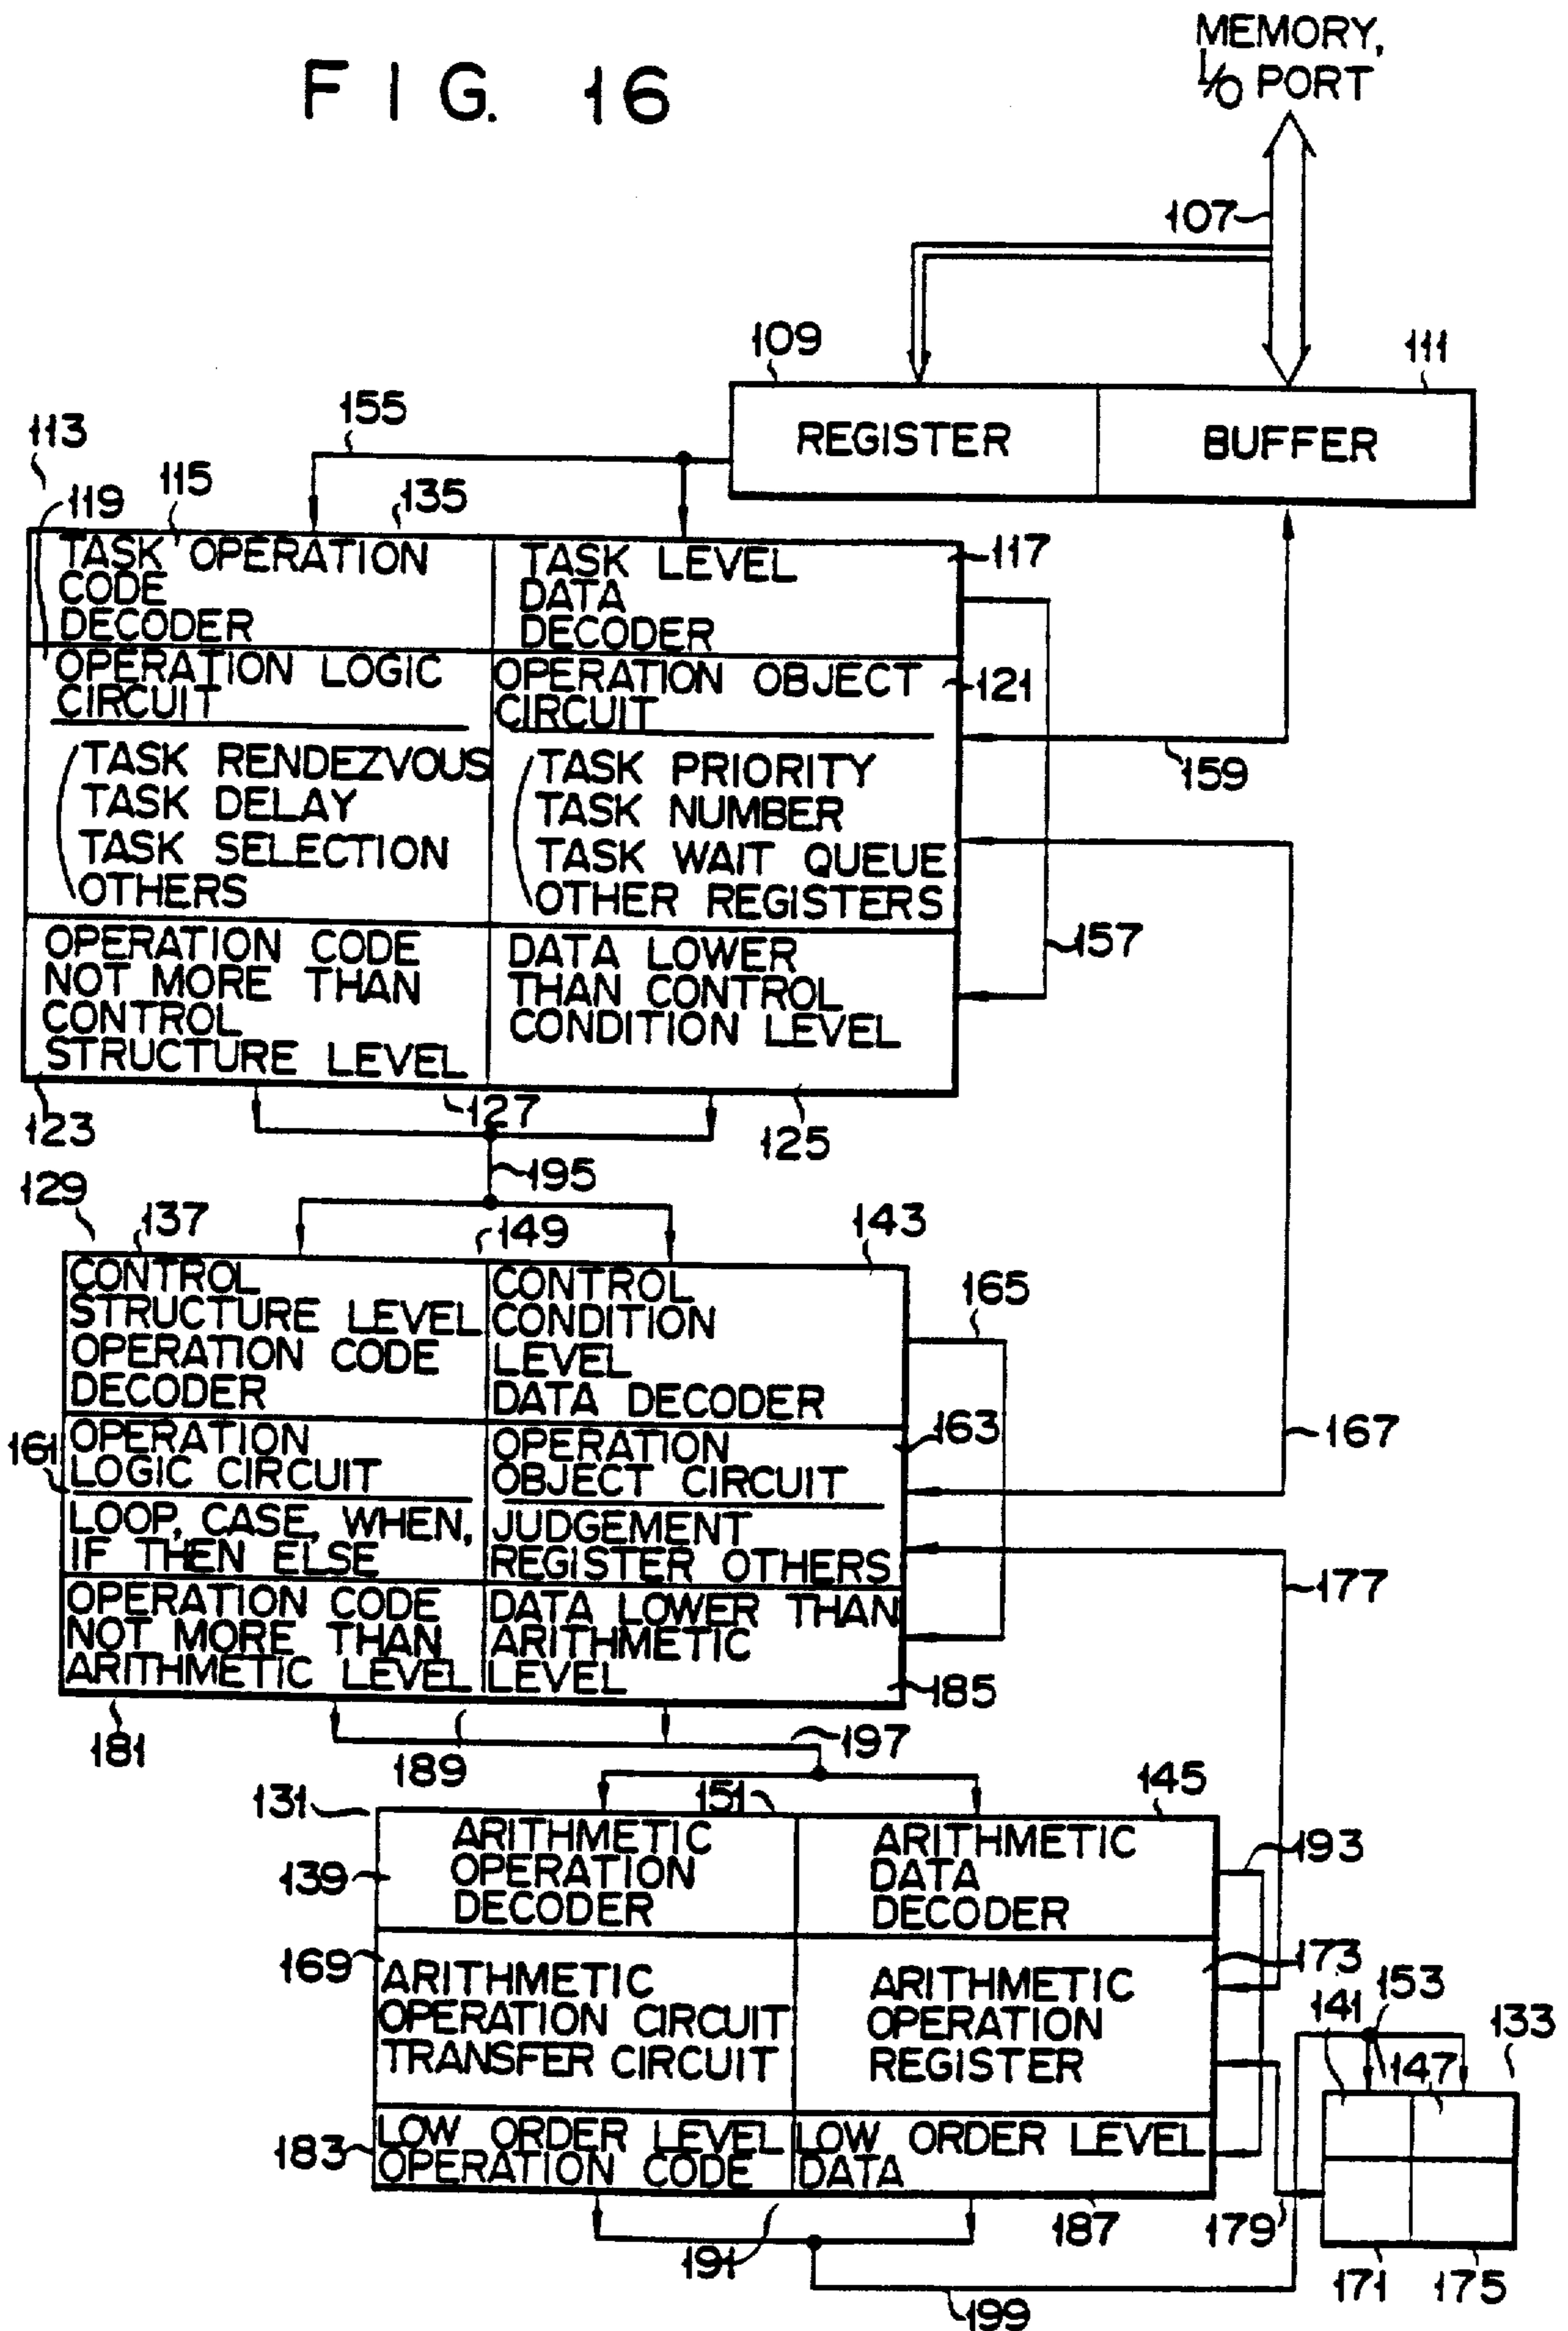 FIG. 16
MEMORY,
I/O PORT
107
109
111
REGISTER
BUFFER
155
113
115
119
135
117
TASK OPERATION
CODE
DECODER
TASK LEVEL
DATA
DECODER
OPERATION LOGIC
CIRCUIT
OPERATION OBJECT
CIRCUIT
121
159
TASK RENDEZVOUS
TASK DELAY
TASK SELECTION
OTHERS
TASK PRIORITY
TASK NUMBER
TASK WAIT QUEUE
OTHER REGISTERS
157
OPERATION CODE
NOT MORE THAN
CONTROL
STRUCTURE LEVEL
DATA LOWER
THAN CONTROL
CONDITION LEVEL
123
127
125
195
129
137
149
143
CONTROL
STRUCTURE LEVEL
OPERATION CODE
DECODER
CONTROL
CONDITION
LEVEL
DATA DECODER
165
161
OPERATION
LOGIC CIRCUIT
OPERATION
OBJECT CIRCUIT
163
167
LOOP, CASE, WHEN,
IF THEN ELSE
JUDGEMENT
REGISTER OTHERS
177
OPERATION CODE
NOT MORE THAN
ARITHMETIC LEVEL
DATA LOWER THAN
ARITHMETIC
LEVEL
185
181
189
197
131
151
145
139
ARITHMETIC
OPERATION
DECODER
ARITHMETIC
DATA
DECODER
193
169
ARITHMETIC
OPERATION CIRCUIT
TRANSFER CIRCUIT
ARITHMETIC
OPERATION
REGISTER
173
141
153
133
147
183
LOW ORDER LEVEL
OPERATION CODE
LOW ORDER LEVEL
DATA
191
187
179
171
175
199